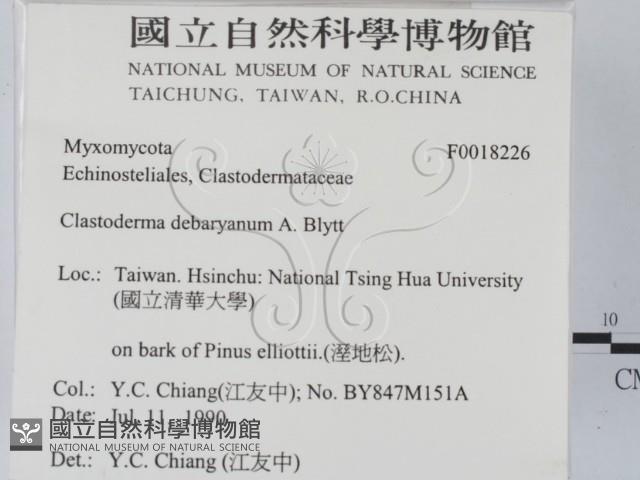 國立自然科學博物館
NATIONAL MUSEUM OF NATURAL SCIENCE
TAICHUNG, TAIWAN, R.O.CHINA
Myxomycota F0018226
Echinosteliales, Clastodermataceae
Clastoderma debaryanum A. Blytt
Loc.: Taiwan. Hsinchu: National Tsing Hua University
(國立清華大學)
on bark of Pinus elliottii.(溼地松).
Col.: Y.C. Chiang(江友中); No. BY847M151A
Date: Jul. 11, 1990
國立自然科學博物館
NATIONAL MUSEUM OF NATURAL SCIENCE
Det.: Y.C. Chiang (江友中)
10
CM